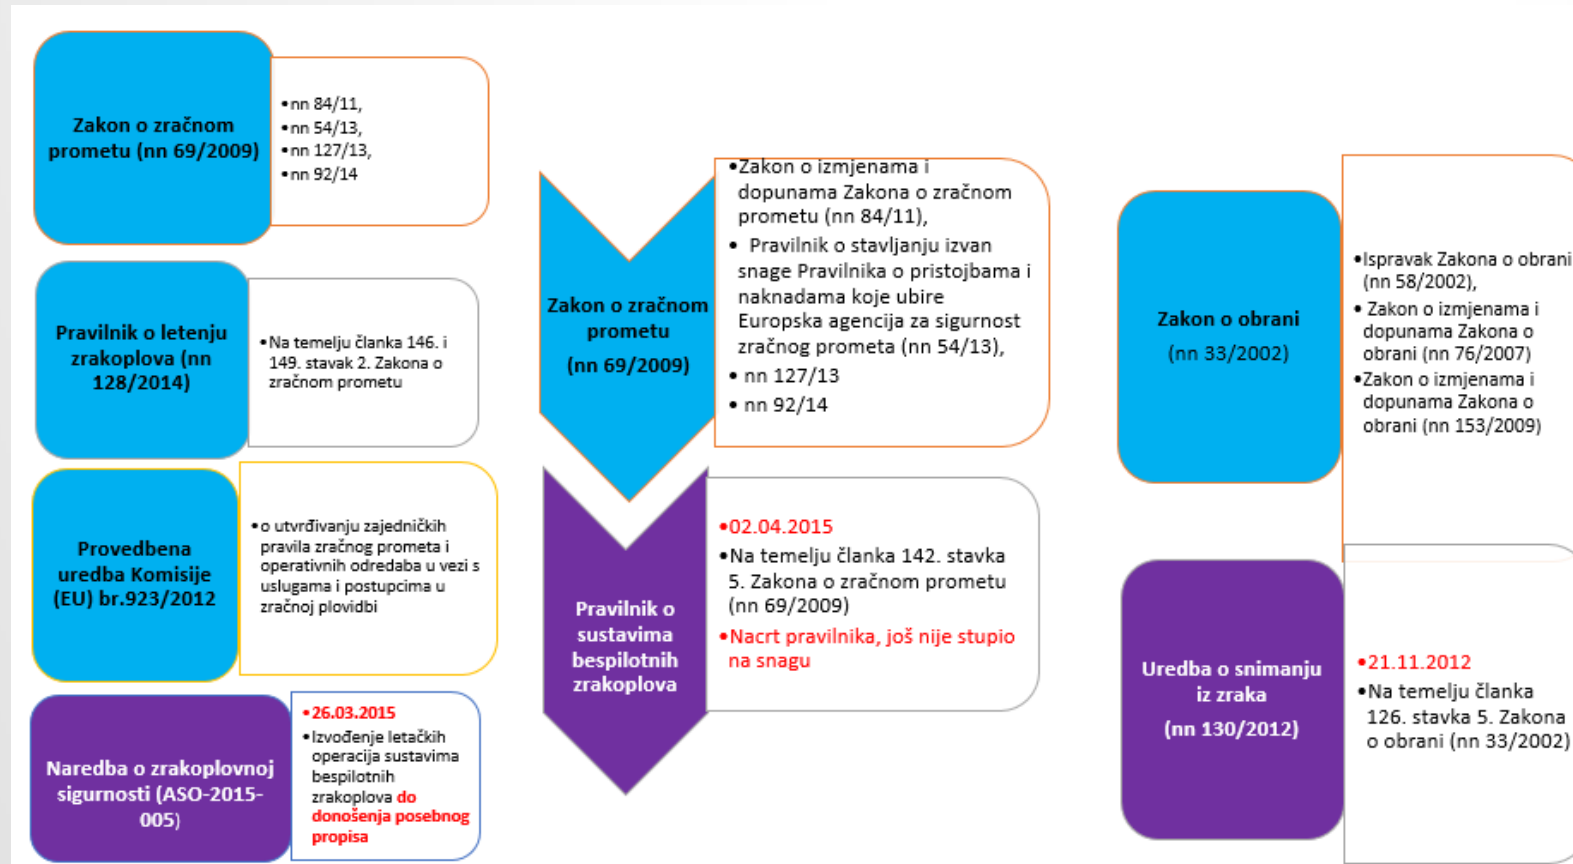 Zakon o zračnom
prometu (nn 69/2009)
•nn 84/11,
•nn 54/13,
•nn 127/13,
•nn 92/14
Pravilnik o letenju
zrakoplova (nn
128/2014)
•Na temelju članka 146. i
149. stavak 2. Zakona o
zračnom prometu
Provedbena
uredba Komisije
(EU) br.923/2012
•o utvrđivanju zajedničkih
pravila zračnog prometa i
operativnih odredaba u vezi s
uslugama i postupcima u
zračnoj plovidbi
Naredba o zrakoplovnoj
sigurnosti (ASO-2015-
005)
•26.03.2015
•Izvođenje letačkih
operacija sustavima
bespilotnih
zrakoplova do
donošenja posebnog
propisa
Zakon o zračnom
prometu
(nn 69/2009)
•Zakon o izmjenama i
dopunama Zakona o zračnom
prometu (nn 84/11),
• Pravilnik o stavljanju izvan
snage Pravilnika o pristojbama i
naknadama koje ubire
Europska agencija za sigurnost
zračnog prometa (nn 54/13),
• nn 127/13
• nn 92/14
Pravilnik o
sustavima
bespilotnih
zrakoplova
•02.04.2015
•Na temelju članka 142. stavka
5. Zakona o zračnom prometu
(nn 69/2009)
•Nacrt pravilnika, još nije stupio
na snagu
Zakon o obrani
(nn 33/2002)
•Ispravak Zakona o obrani
(nn 58/2002),
• Zakon o izmjenama i
dopunama Zakona o
obrani (nn 76/2007)
•Zakon o izmjenama i
dopunama Zakona o
obrani (nn 153/2009)
Uredba o snimanju
iz zraka
(nn 130/2012)
•21.11.2012
•Na temelju članka
126. stavka 5. Zakona
o obrani (nn 33/2002)